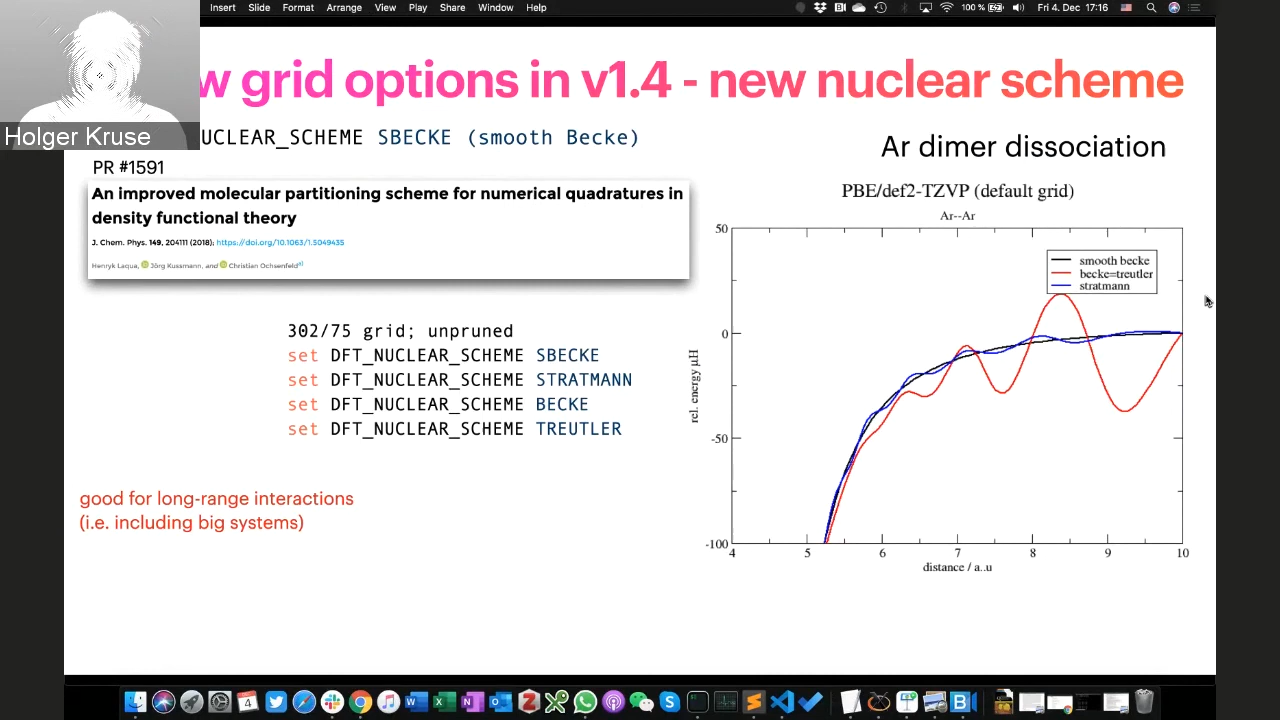 Insert Slide Format Arrange View Play Share Window Help
100 % Fri 4. Dec 17:16
w grid options in v1.4 - new nuclear scheme
Holger Kruse
UCLEAR_SCHEME SBECKE (smooth Becke)
PR #1591
An improved molecular partitioning scheme for numerical quadratures in
density functional theory
J. Chem. Phys. 149, 204111 (2018); https://doi.org/10.1063/1.5049435
Henryk Laqua, Jörg Kussmann, and Christian Ochsenfeld a)
302/75 grid; unpruned
set DFT_NUCLEAR_SCHEME SBECKE
set DFT_NUCLEAR_SCHEME STRATMANN
set DFT_NUCLEAR_SCHEME BECKE
set DFT_NUCLEAR_SCHEME TREUTLER
good for long-range interactions
(i.e. including big systems)
Ar dimer dissociation
PBE/def2-TZVP (default grid)
Ar--Ar
smooth becke
becke=treutler
stratmann
50
0
-50
-100
rel. energy μH
4 5 6 7 8 9 10
distance / a..u